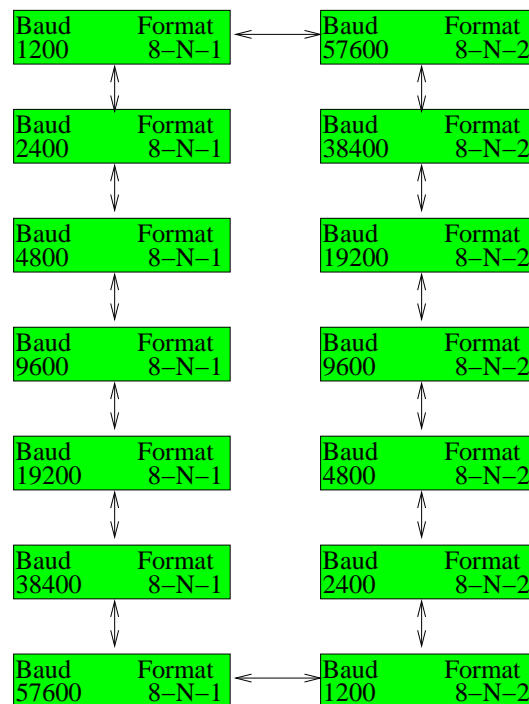 Baud Format
1200 8–N–1
Baud Format
57600 8–N–2
Baud Format
2400 8–N–1
Baud Format
38400 8–N–2
Baud Format
4800 8–N–1
Baud Format
19200 8–N–2
Baud Format
9600 8–N–1
Baud Format
9600 8–N–2
Baud Format
19200 8–N–1
Baud Format
4800 8–N–2
Baud Format
38400 8–N–1
Baud Format
2400 8–N–2
Baud Format
57600 8–N–1
Baud Format
1200 8–N–2